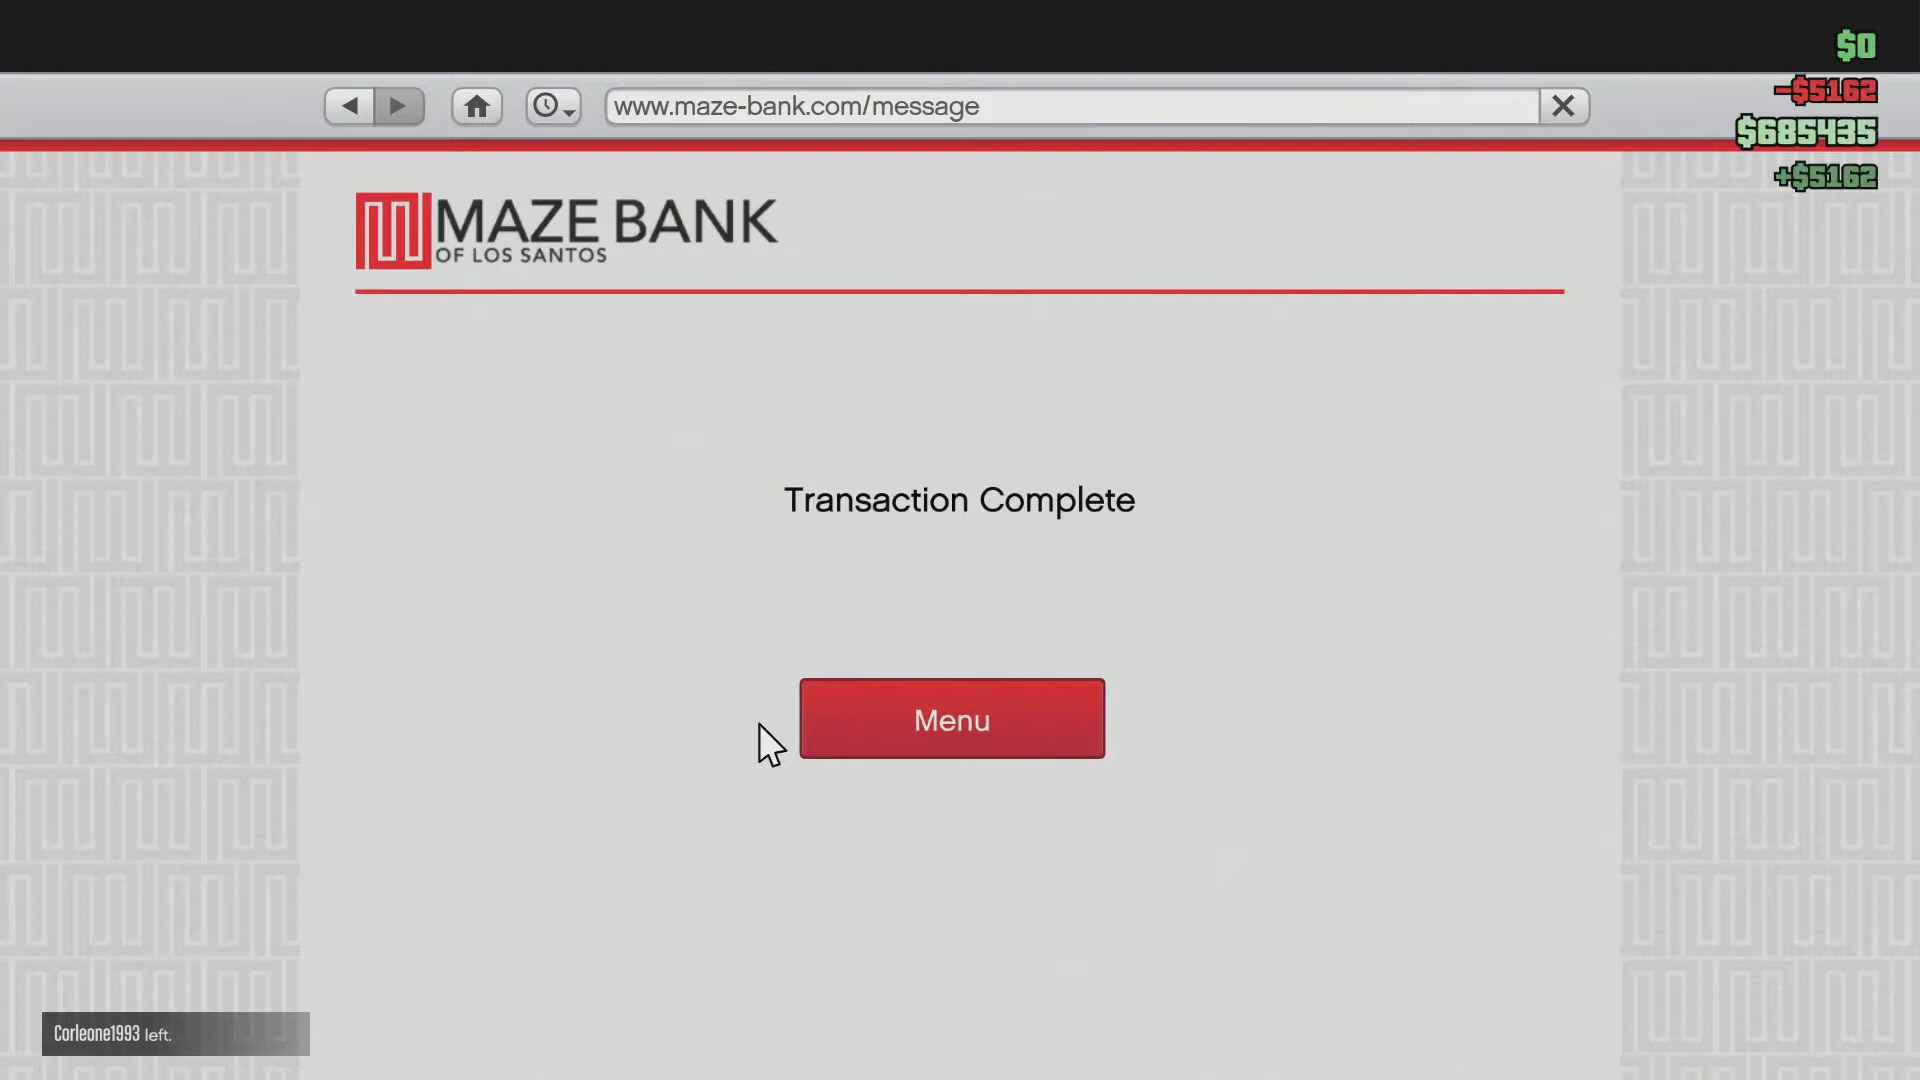 $0
-$5162
www.maze-bank.com/message
$685435
+$5162
MAZE BANK
OF LOS SANTOS
Transaction Complete
Menu
Corleone1993 left.